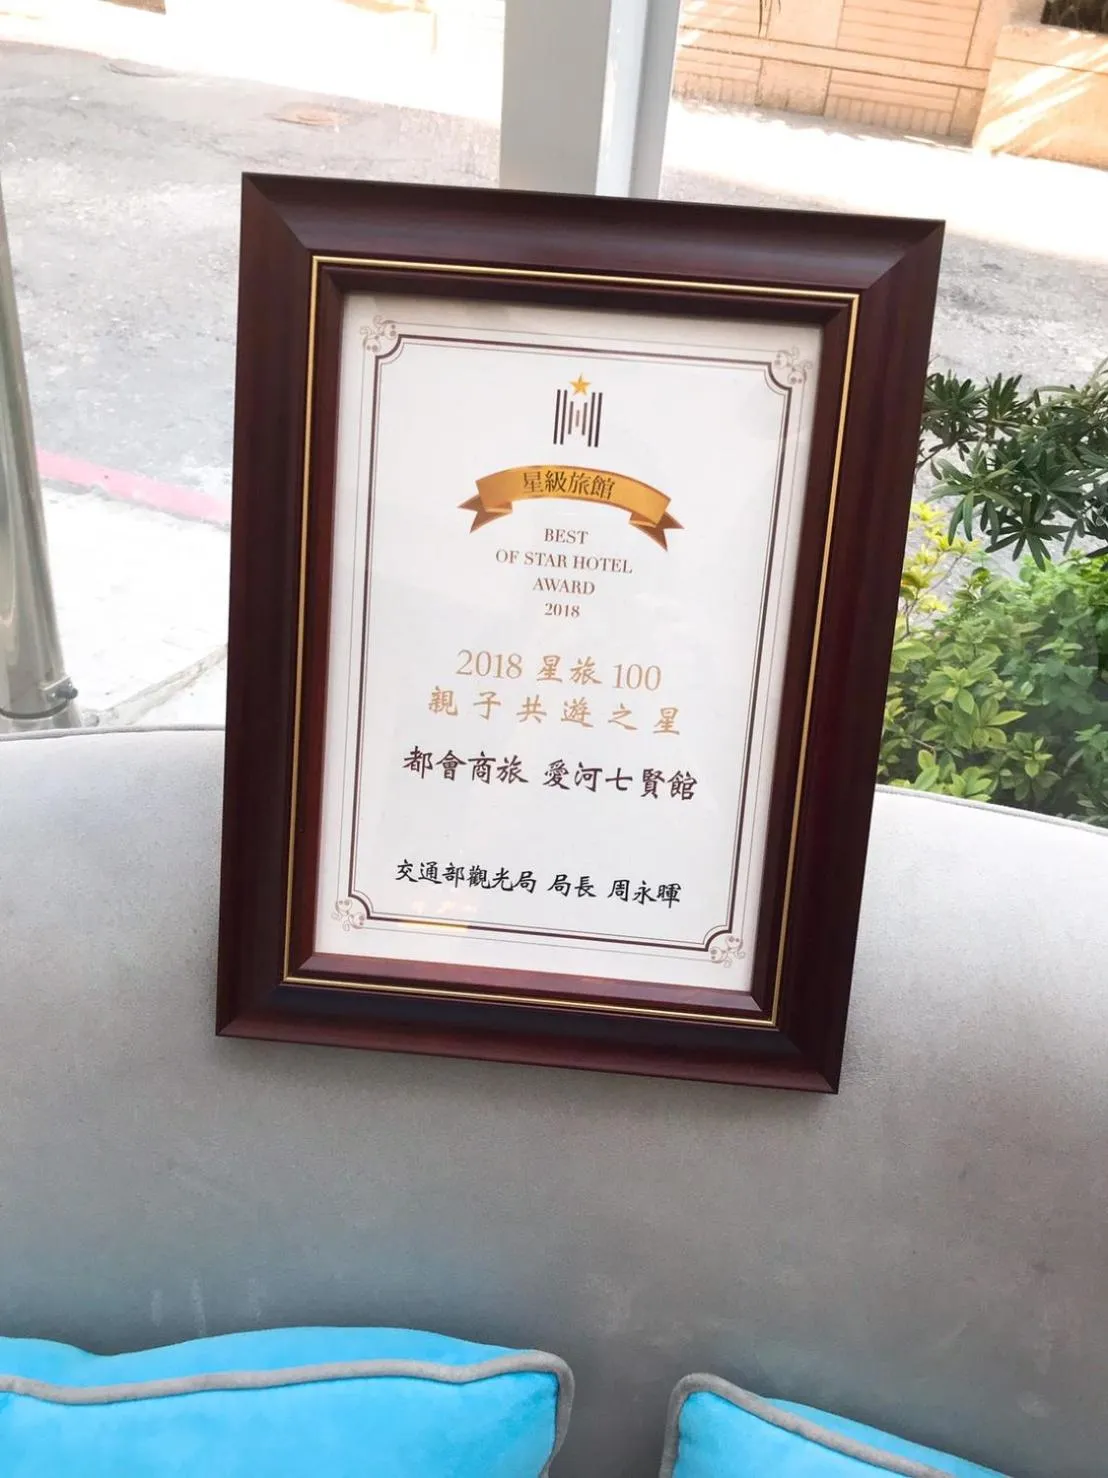 星級旅館
BEST
OF STAR HOTEL
AWARD
2018
2018 星旅 100
親子共遊之星
都會商旅 愛河七賢館
交通部觀光局 局長 周永暉